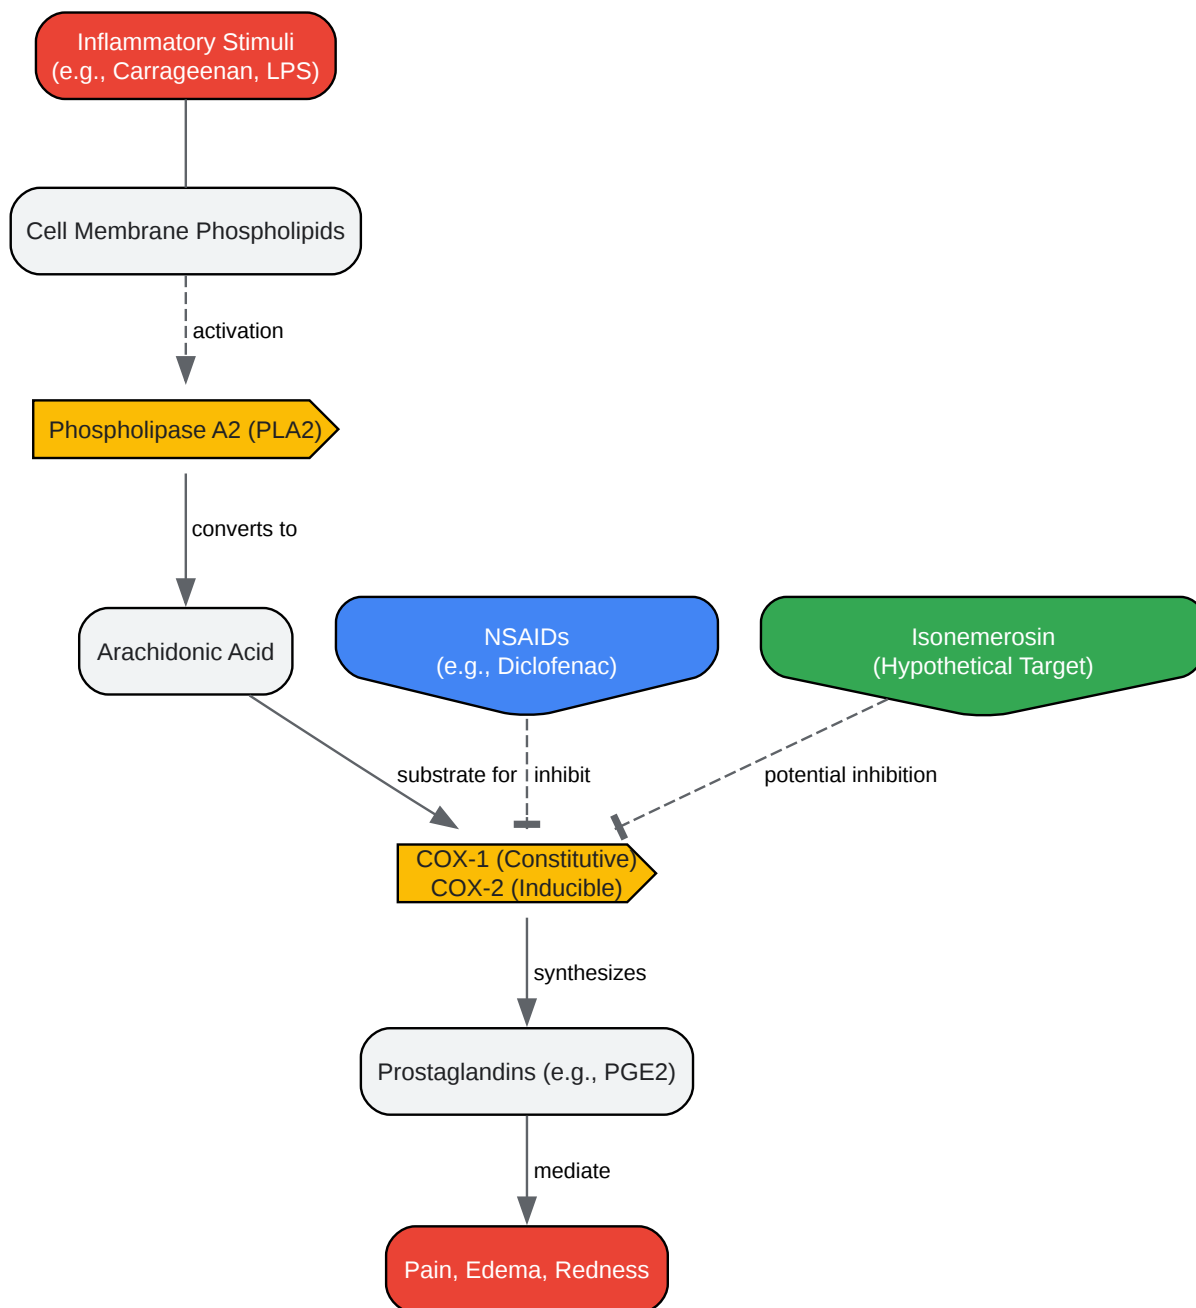 Inflammatory Stimuli
(e.g., Carrageenan, LPS)
Cell Membrane Phospholipids
activation
Phospholipase A2 (PLA2)
converts to
Arachidonic Acid
NSAIDs
(e.g., Diclofenac)
Isonemerosin
(Hypothetical Target)
substrate for
inhibit
potential inhibition
COX-1 (Constitutive)
COX-2 (Inducible)
synthesizes
Prostaglandins (e.g., PGE2)
mediate
Pain, Edema, Redness